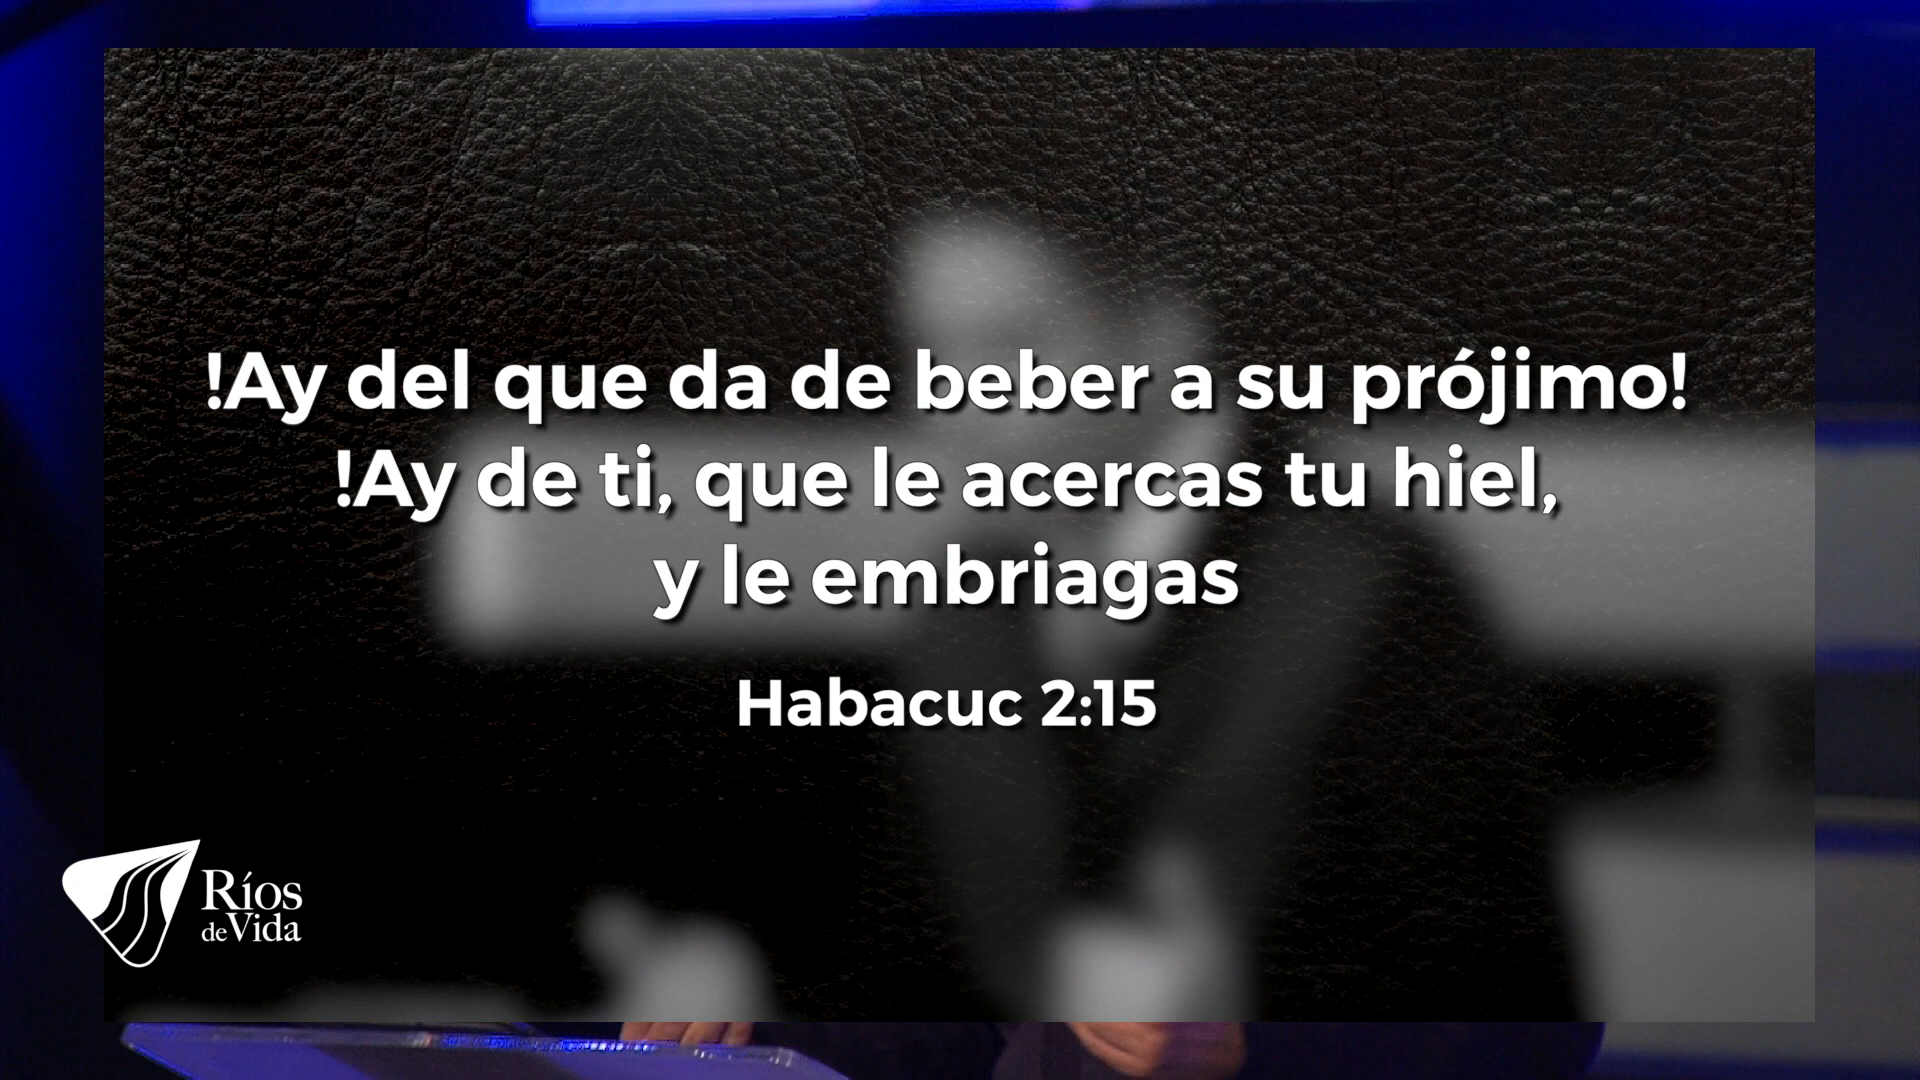 !Ay del que da de beber a su prójimo!
!Ay de ti, que le acercas tu hiel,
y le embriagas
Habacuc 2:15
Ríos
de Vida